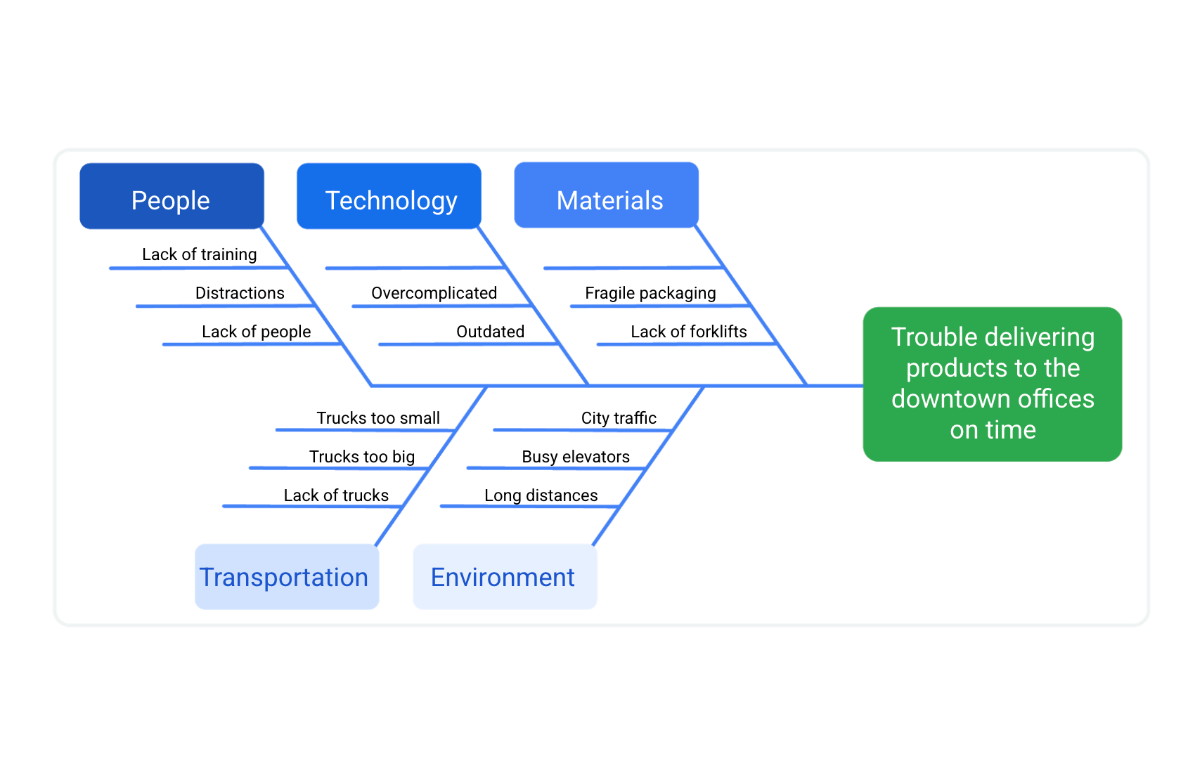 People
Technology
Materials
Lack of training
Distractions
Overcomplicated
Fragile packaging
Lack of people
Outdated
Lack of forklifts
Trouble delivering
products to the
downtown offices
on time
Trucks too small
City traffic
Trucks too big
Busy elevators
Lack of trucks
Long distances
Transportation
Environment